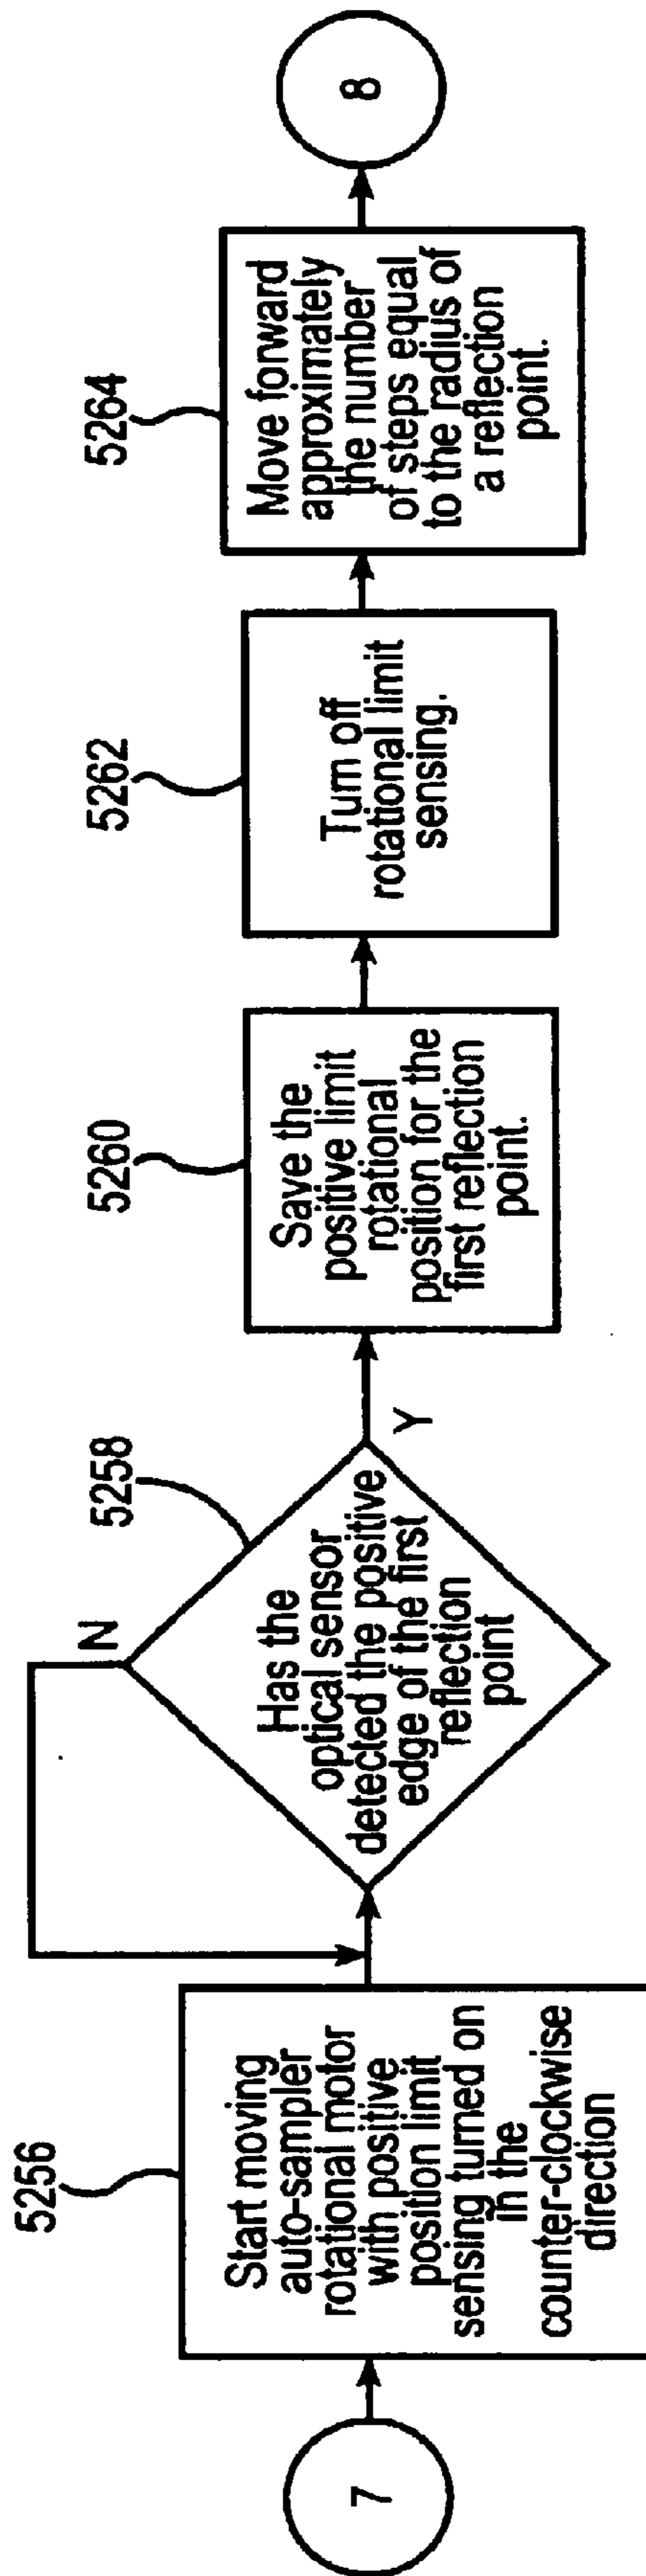 7
5256
Start moving
auto-sampler
rotational motor
with positive
position limit
sensing turned on
in the
counter-clockwise
direction
5258
N
Has the
optical sensor
detected the positive
edge of the first
reflection
point
Y
5260
Save the
positive limit
rotational
position for the
first reflection
point.
5262
Turn off
rotational limit
sensing.
5264
Move forward
approximately
the number
of steps equal
to the radius of
a reflection
point.
8